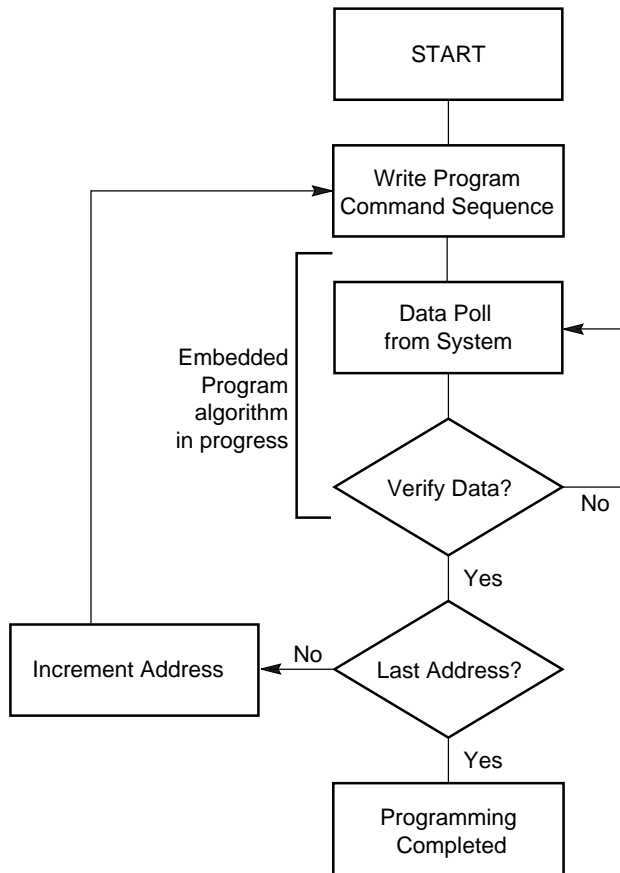 START
Write Program
Command Sequence
Data Poll
from System
Embedded
Program
algorithm
in progress
Verify Data?
No
Yes
Increment Address
No
Last Address?
Yes
Programming
Completed